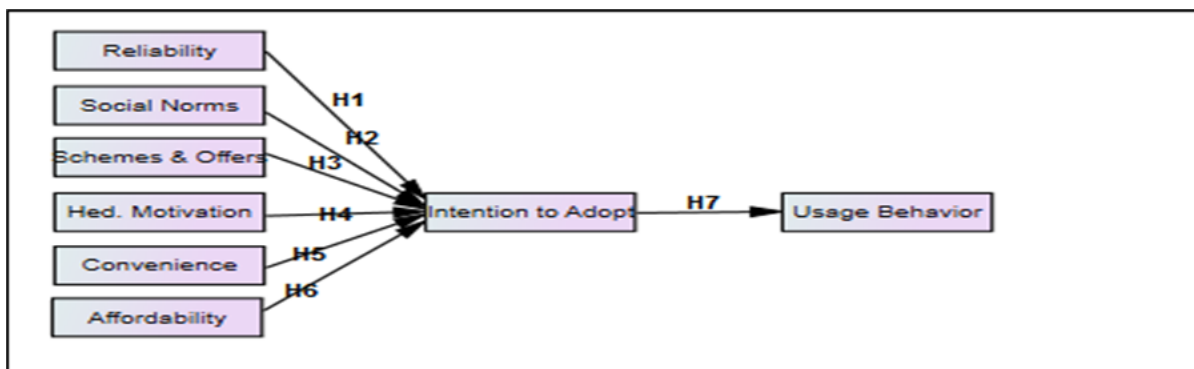 Reliability
H1
Social Norms
H2
Schemes & Offers
H3
Hed. Motivation
H4
Intention to Adopt
H7
Usage Behavior
Convenience
H5
H6
Affordability